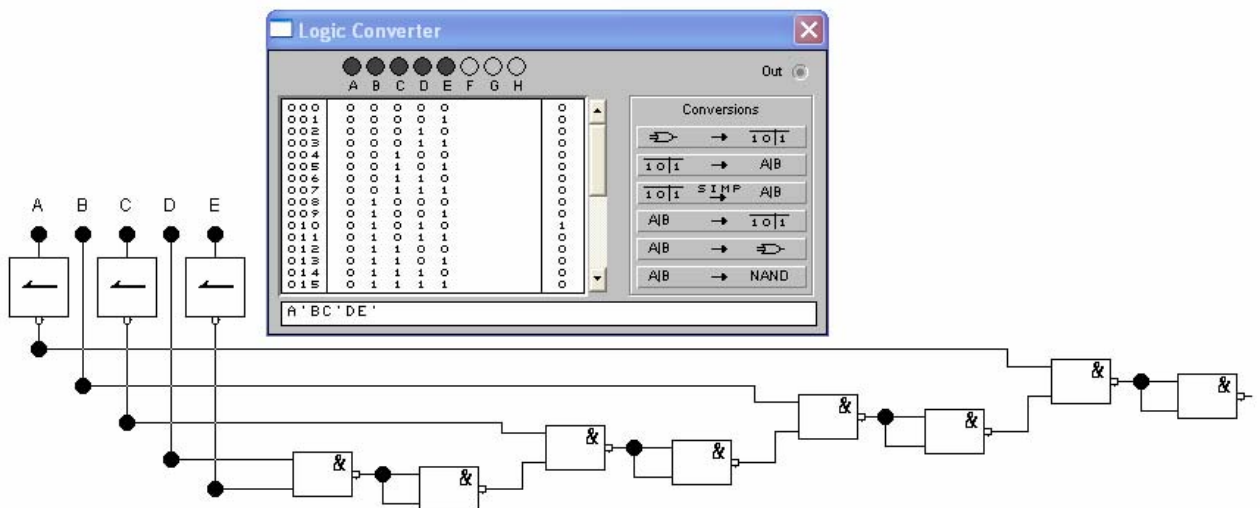 Logic Converter
Out
A B C D E F G H
000 0 0 0 0 0 0
001 0 0 0 0 1 0
002 0 0 0 1 0 0
003 0 0 0 1 1 0
004 0 0 1 0 0 0
005 0 0 1 0 1 0
006 0 0 1 1 0 0
007 0 0 1 1 1 0
008 0 1 0 0 0 0
009 0 1 0 0 1 0
010 0 1 0 1 0 1
011 0 1 0 1 1 0
012 0 1 1 0 0 0
013 0 1 1 0 1 0
014 0 1 1 1 0 0
015 0 1 1 1 1 0
Conversions
→ 1 0|1
1 0|1 → A|B
1 0|1 SIMP → A|B
A|B → 1 0|1
A|B →
A|B → NAND
A'BC'DE'
A B C D E
&
&
&
&
&
&
&
&